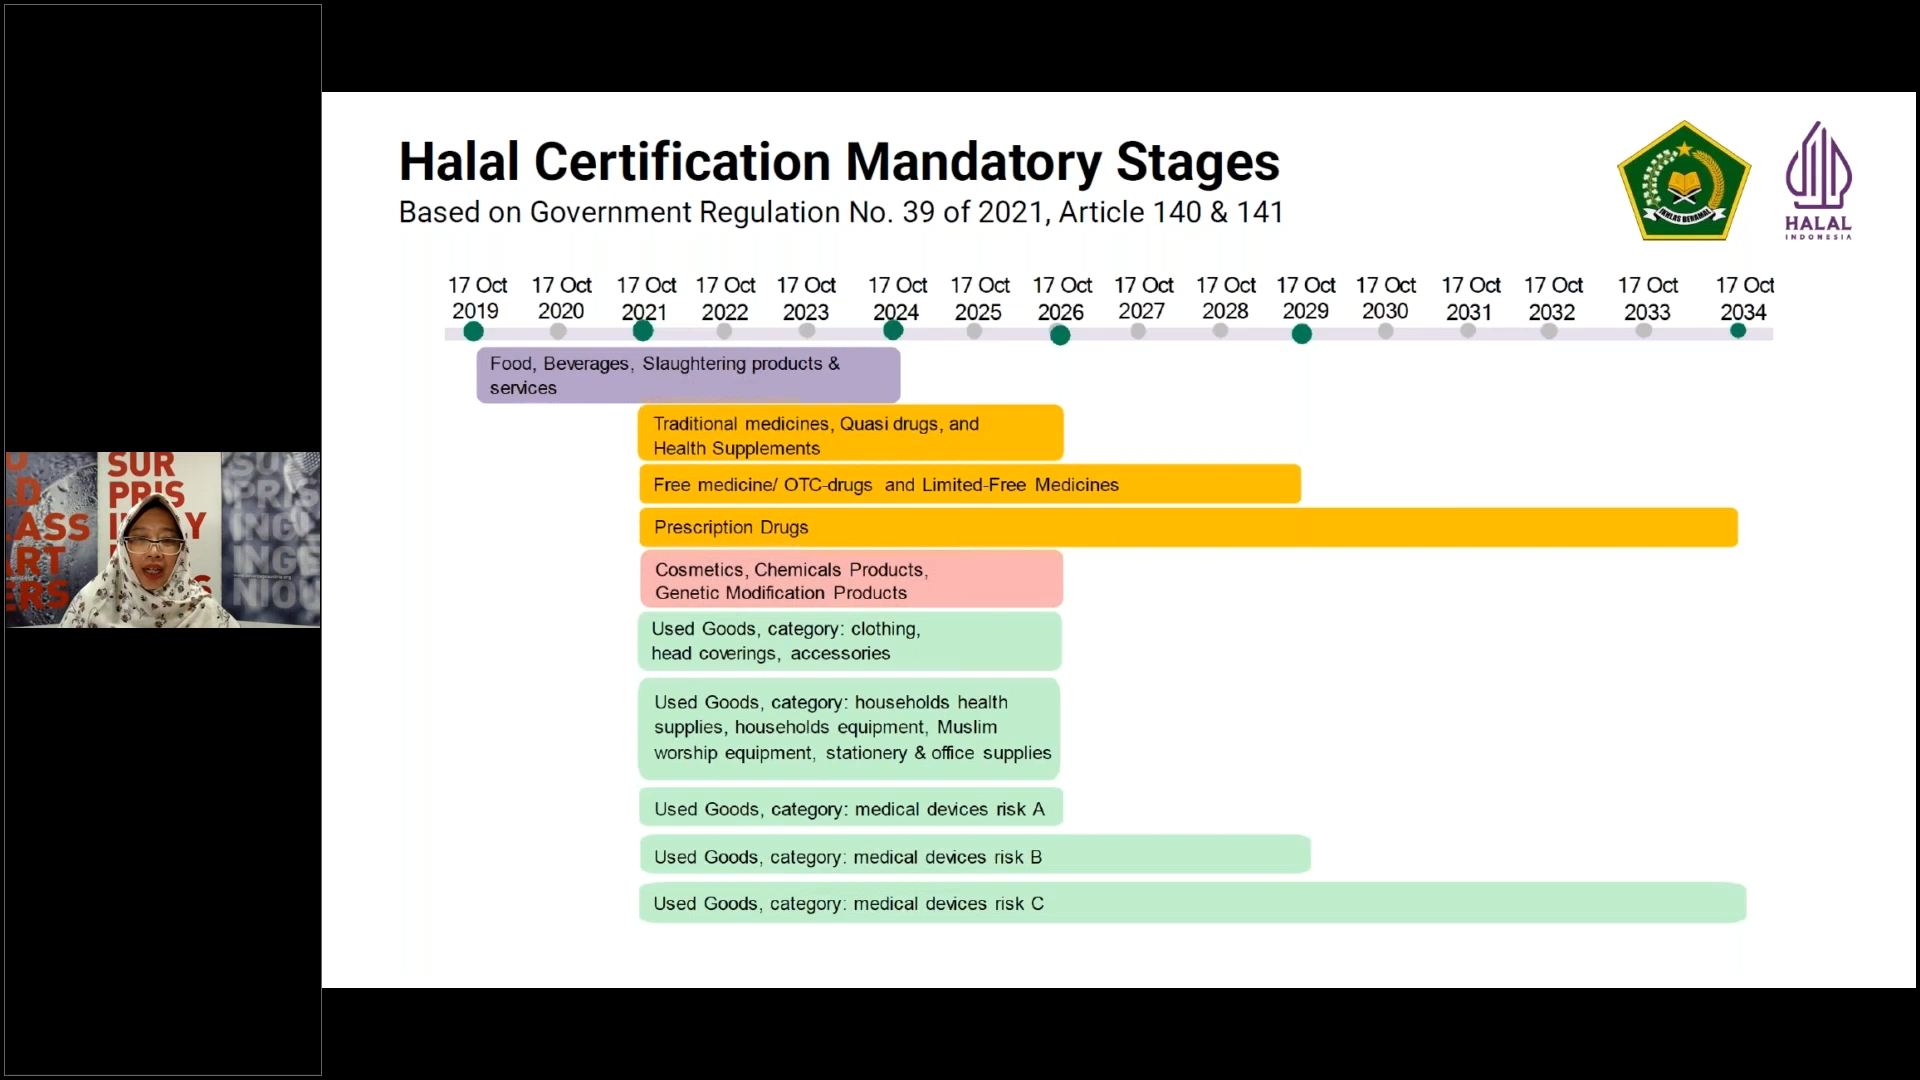 Halal Certification Mandatory Stages
Based on Government Regulation No. 39 of 2021, Article 140 & 141
IKHLAS BERAMAL
HALAL
INDONESIA
17 Oct 2019
17 Oct 2020
17 Oct 2021
17 Oct 2022
17 Oct 2023
17 Oct 2024
17 Oct 2025
17 Oct 2026
17 Oct 2027
17 Oct 2028
17 Oct 2029
17 Oct 2030
17 Oct 2031
17 Oct 2032
17 Oct 2033
17 Oct 2034
Food, Beverages, Slaughtering products &
services
Traditional medicines, Quasi drugs, and
Health Supplements
Free medicine/ OTC-drugs and Limited-Free Medicines
Prescription Drugs
Cosmetics, Chemicals Products,
Genetic Modification Products
Used Goods, category: clothing,
head coverings, accessories
Used Goods, category: households health
supplies, households equipment, Muslim
worship equipment, stationery & office supplies
Used Goods, category: medical devices risk A
Used Goods, category: medical devices risk B
Used Goods, category: medical devices risk C
SUR
PRIS